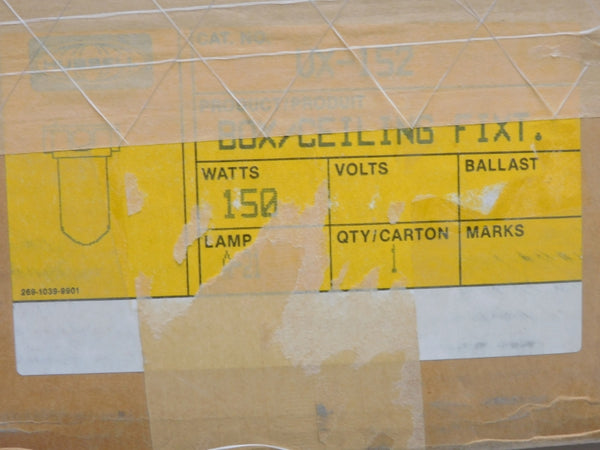 CAT. NO.
VX-152
PRODUCT/PRODUIT
BOX/CEILING FIXT.
WATTS VOLTS BALLAST
150
LAMP QTY/CARTON MARKS
1
269-1039-9901